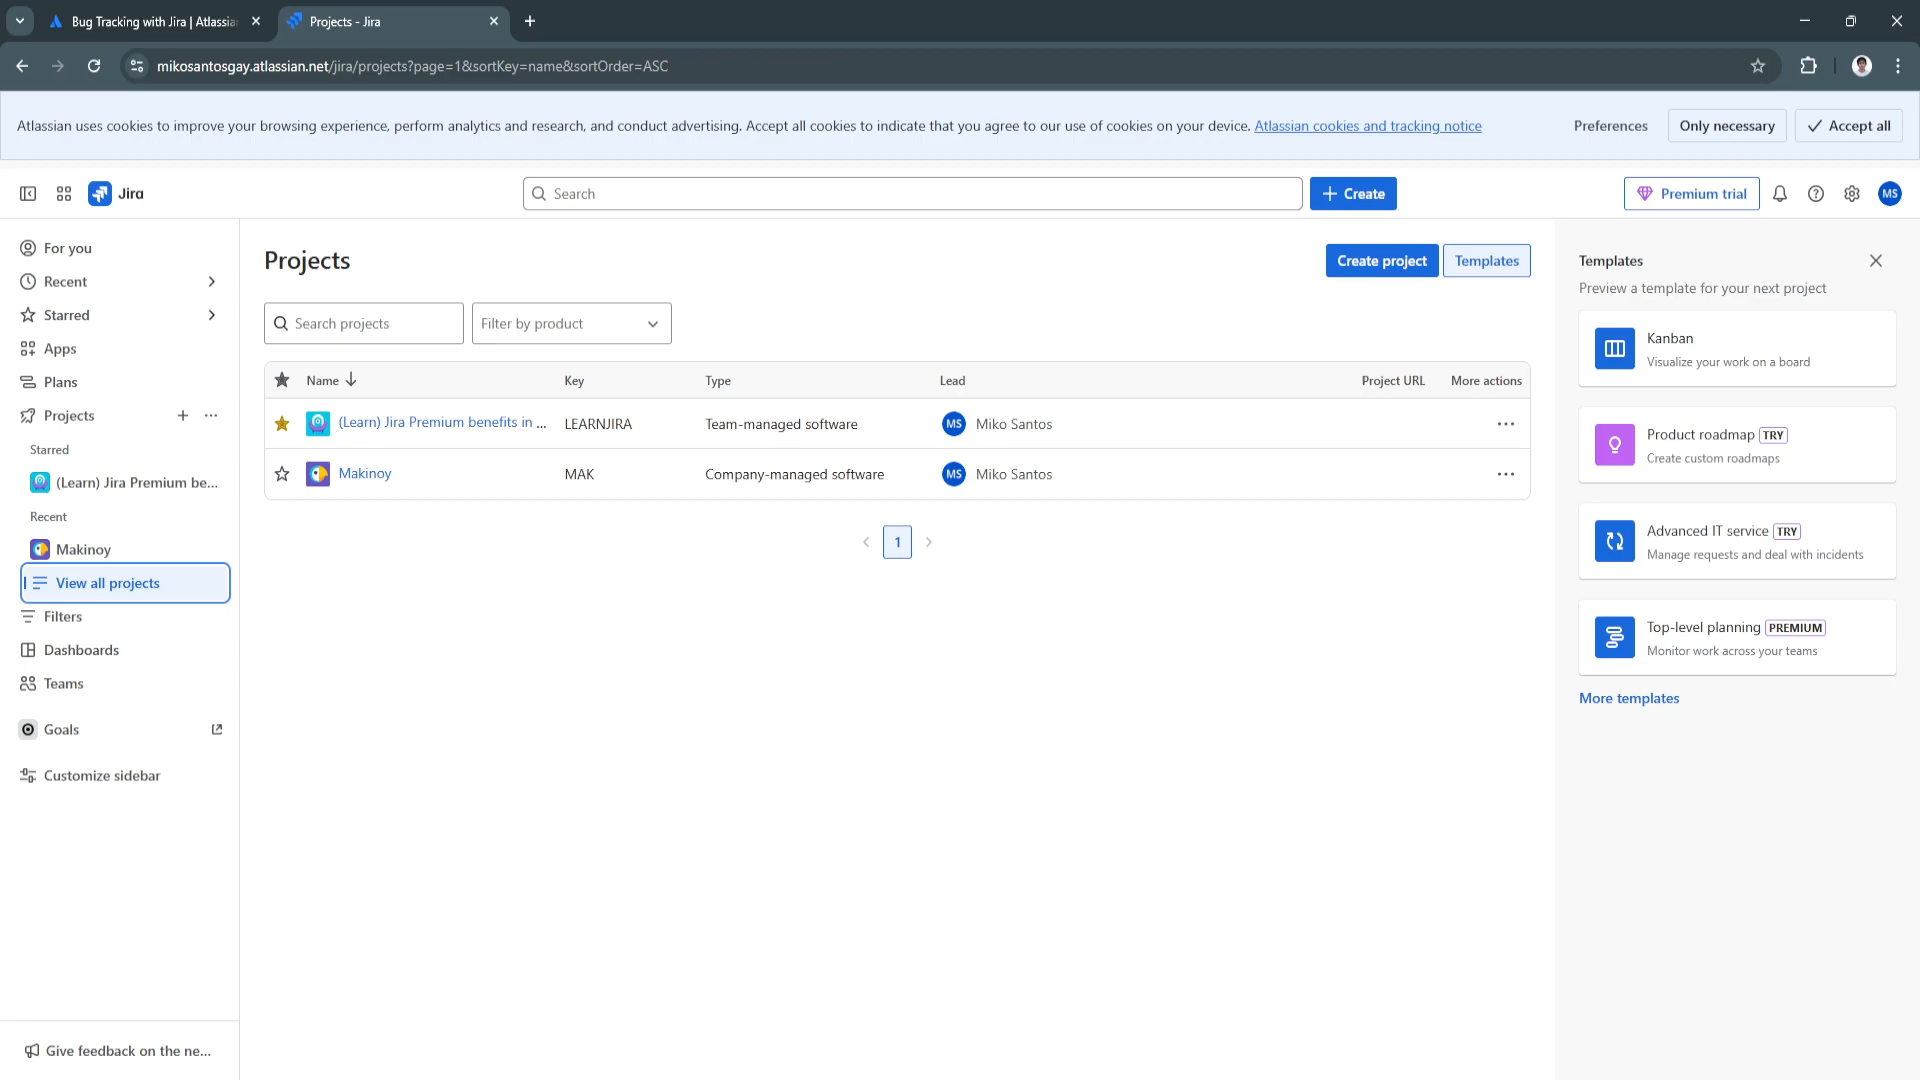 Bug Tracking with Jira | Atlassia
Projects - Jira
mikosantosgay.atlassian.net/jira/projects?page=1&sortKey=name&sortOrder=ASC
Atlassian uses cookies to improve your browsing experience, perform analytics and research, and conduct advertising. Accept all cookies to indicate that you agree to our use of cookies on your device. Atlassian cookies and tracking notice
Preferences
Only necessary
Accept all
Jira
Search
Create
Premium trial
MS
For you
Recent
Starred
Apps
Plans
Projects
Starred
(Learn) Jira Premium be...
Recent
Makinoy
View all projects
Filters
Dashboards
Teams
Goals
Customize sidebar
Give feedback on the ne...
Projects
Create project
Templates
Search projects
Filter by product
Name Key Type Lead Project URL More actions
(Learn) Jira Premium benefits in ... LEARNJIRA Team-managed software MS Miko Santos
Makinoy MAK Company-managed software MS Miko Santos
1
Templates
Preview a template for your next project
Kanban
Visualize your work on a board
Product roadmap TRY
Create custom roadmaps
Advanced IT service TRY
Manage requests and deal with incidents
Top-level planning PREMIUM
Monitor work across your teams
More templates